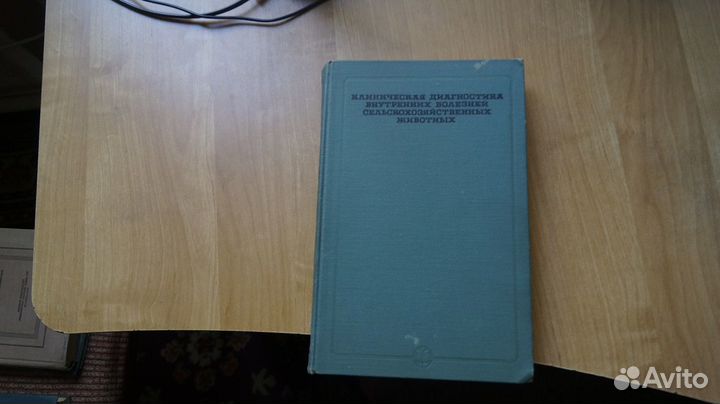 КЛИНИЧЕСКАЯ ДИАГНОСТИКА
ВНУТРЕННИХ БОЛЕЗНЕЙ
СЕЛЬСКОХОЗЯЙСТВЕННЫХ
ЖИВОТНЫХ
Avito